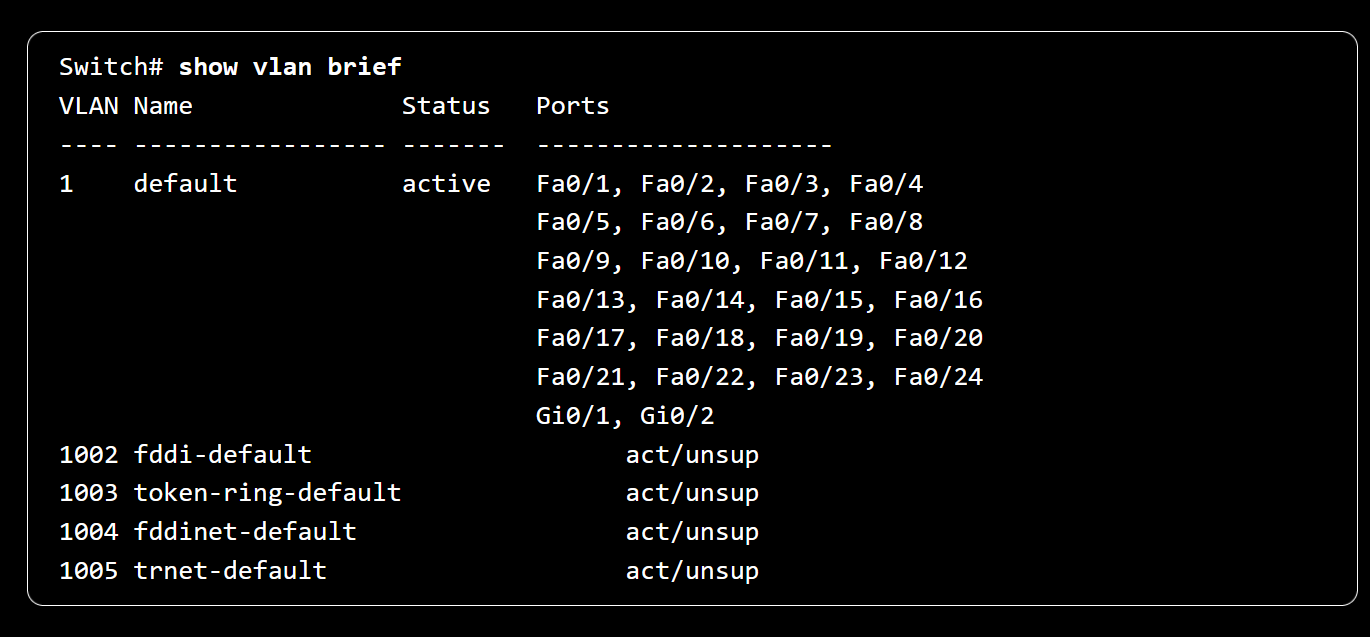 Switch# show vlan brief
VLAN Name              Status   Ports
---- ----------------- -------  --------------------
1    default           active   Fa0/1, Fa0/2, Fa0/3, Fa0/4
                                Fa0/5, Fa0/6, Fa0/7, Fa0/8
                                Fa0/9, Fa0/10, Fa0/11, Fa0/12
                                Fa0/13, Fa0/14, Fa0/15, Fa0/16
                                Fa0/17, Fa0/18, Fa0/19, Fa0/20
                                Fa0/21, Fa0/22, Fa0/23, Fa0/24
                                Gi0/1, Gi0/2
1002 fddi-default                     act/unsup
1003 token-ring-default               act/unsup
1004 fddinet-default                  act/unsup
1005 trnet-default                    act/unsup